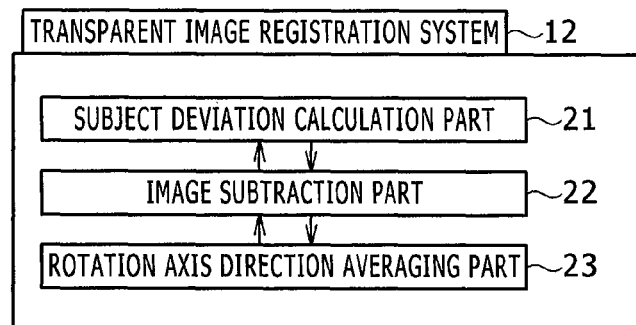 TRANSPARENT IMAGE REGISTRATION SYSTEM 12
SUBJECT DEVIATION CALCULATION PART 21
IMAGE SUBTRACTION PART 22
ROTATION AXIS DIRECTION AVERAGING PART 23